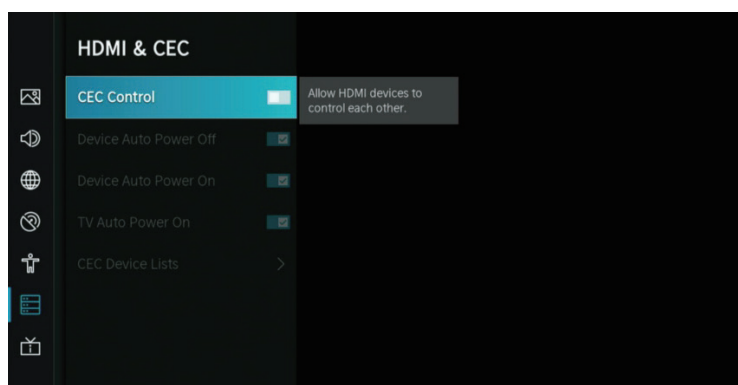 HDMI & CEC
CEC Control
Allow HDMI devices to
control each other.
Device Auto Power Off
Device Auto Power On
TV Auto Power On
CEC Device Lists